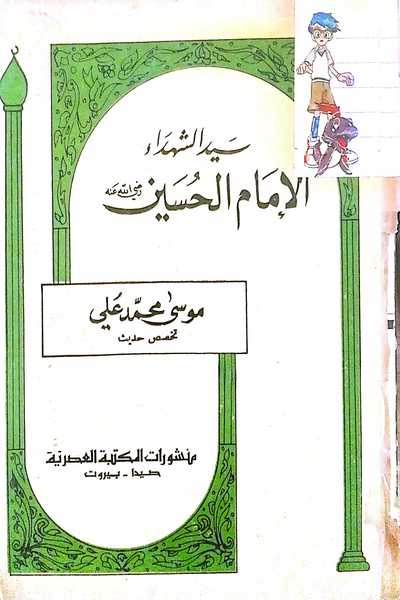 سيد الشهداء
الإمام الحسين رضي الله عنه
موسى محمد علي
تخصص حديث
منشورات المكتبة العصرية
صيدا - بيروت